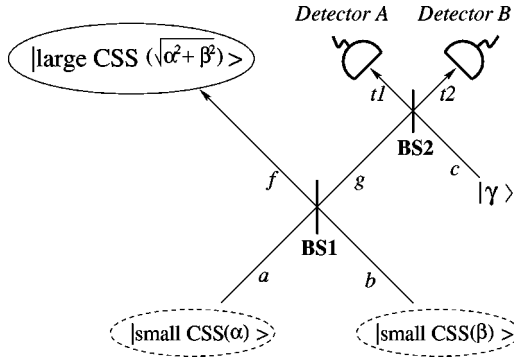 Detector A Detector B
|large CSS (√α²+β²) >
t1 t2
BS2
f g c
|γ >
BS1
a b
|small CSS(α) > |small CSS(β) >